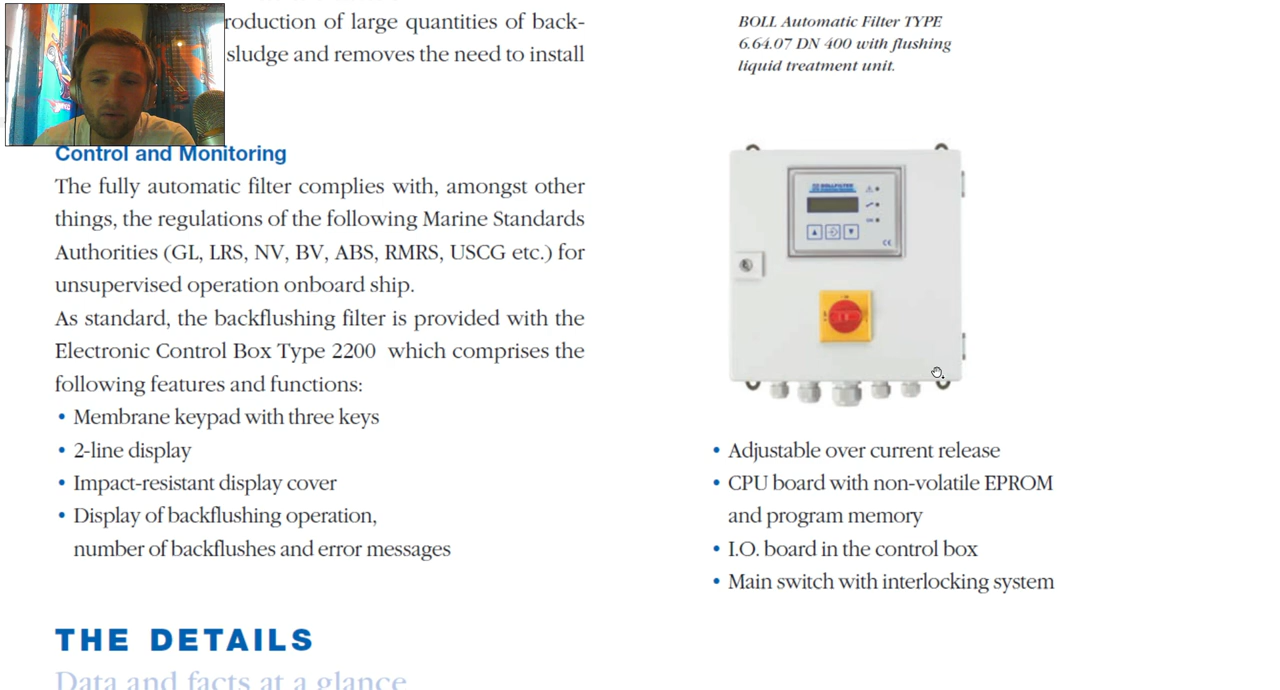 roduction of large quantities of back-
sludge and removes the need to install
Control and Monitoring
The fully automatic filter complies with, amongst other
things, the regulations of the following Marine Standards
Authorities (GL, LRS, NV, BV, ABS, RMRS, USCG etc.) for
unsupervised operation onboard ship.
As standard, the backflushing filter is provided with the
Electronic Control Box Type 2200 which comprises the
following features and functions:
• Membrane keypad with three keys
• 2-line display
• Impact-resistant display cover
• Display of backflushing operation,
number of backflushes and error messages
THE DETAILS
Data and facts at a glance
BOLL Automatic Filter TYPE
6.64.07 DN 400 with flushing
liquid treatment unit.
BOLLFILTER
CE
• Adjustable over current release
• CPU board with non-volatile EPROM
and program memory
• I.O. board in the control box
• Main switch with interlocking system